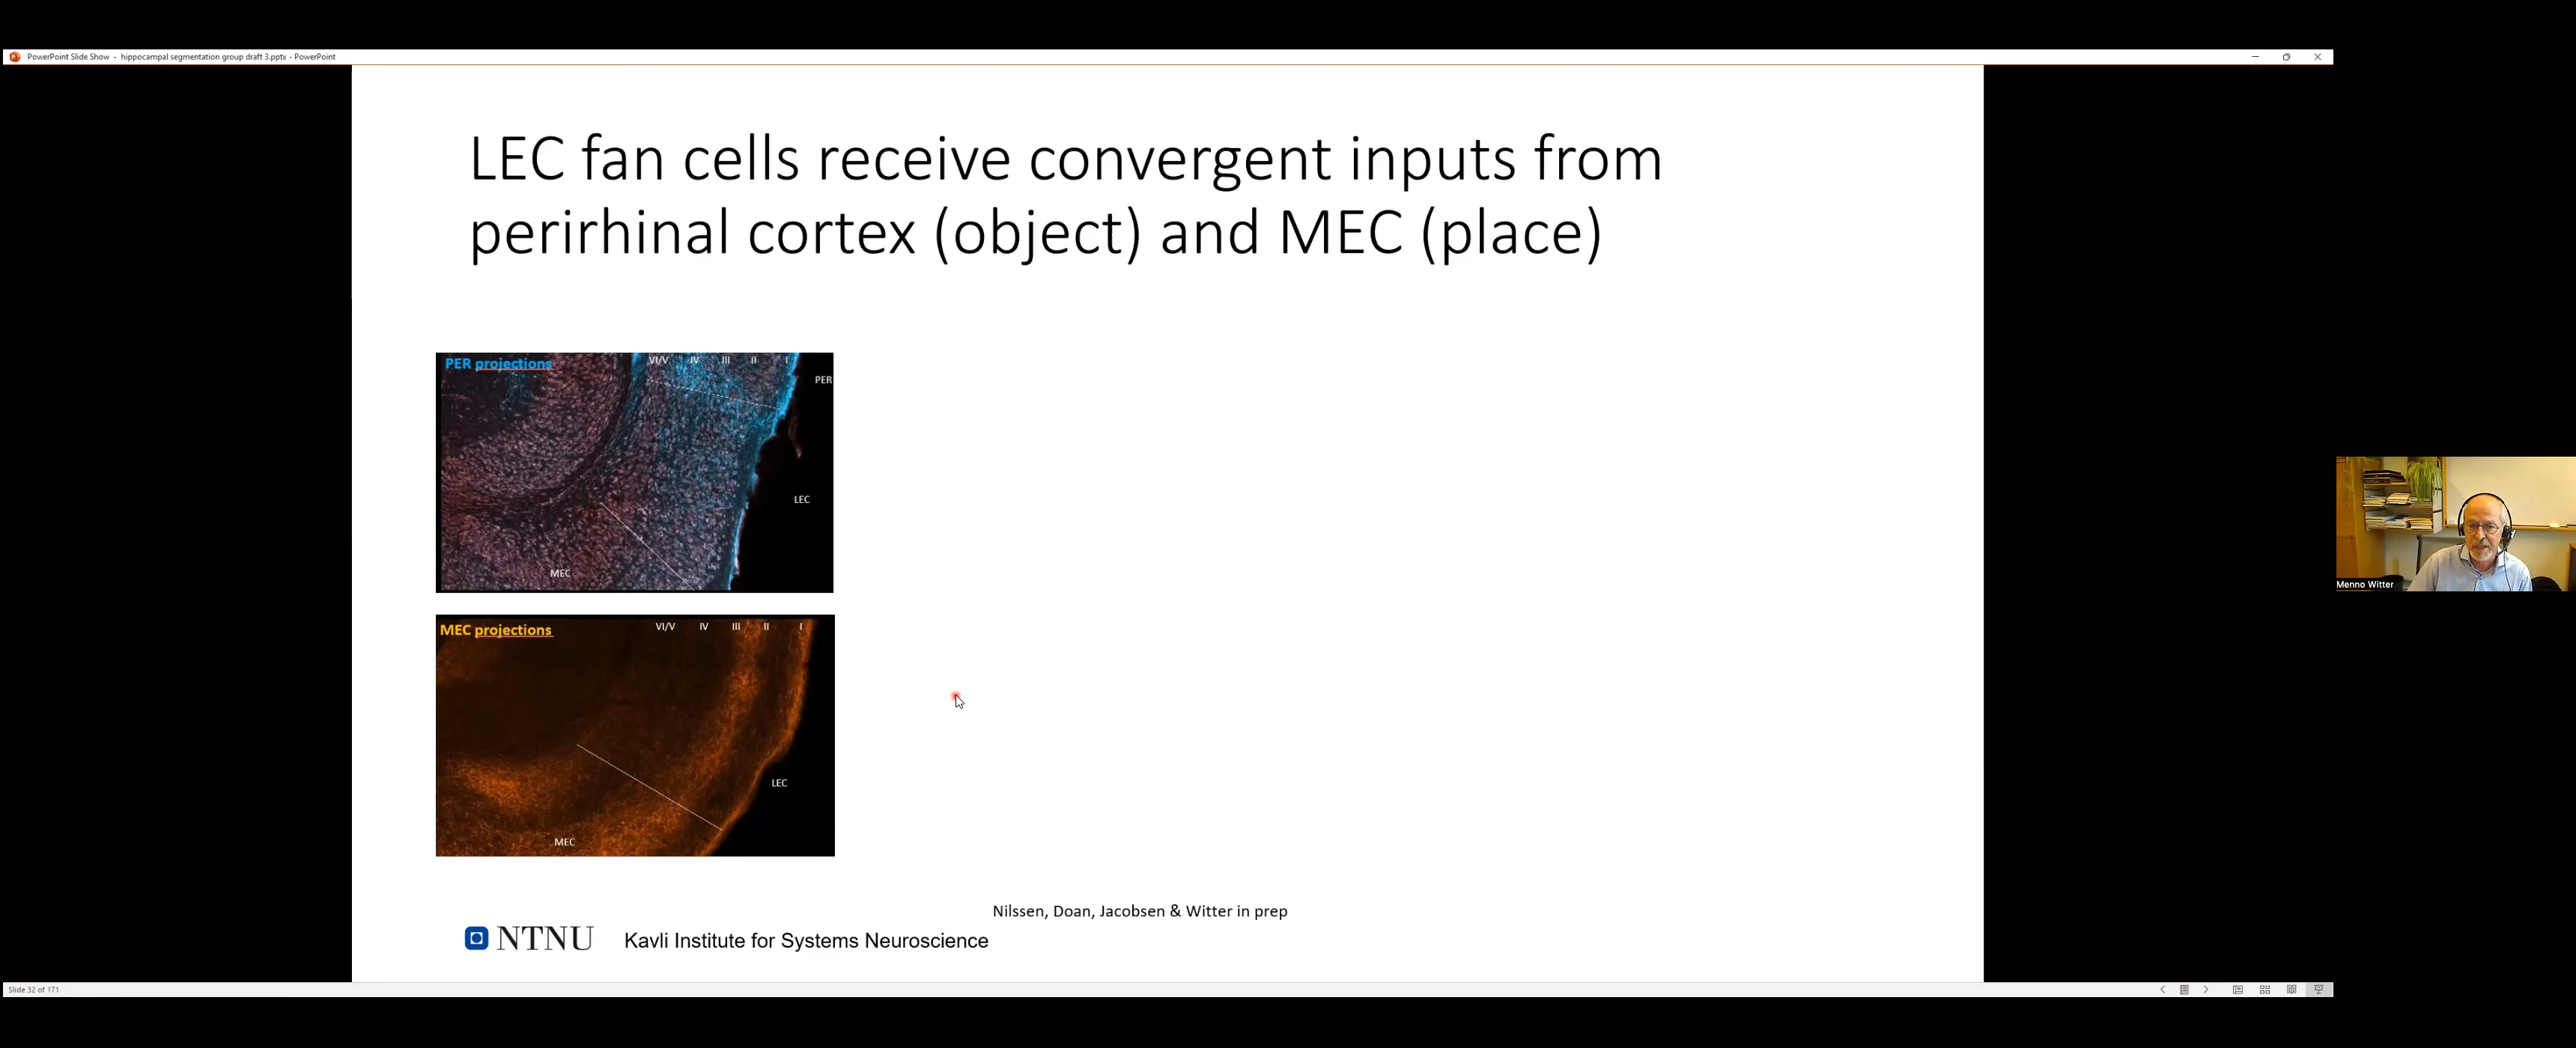 PowerPoint Slide Show - hippocampal segmentation group draft 3.pptx - PowerPoint
LEC fan cells receive convergent inputs from
perirhinal cortex (object) and MEC (place)
PER projections
VI/V IV III II I
PER
LEC
MEC
MEC projections
VI/V IV III II I
LEC
MEC
Menno Witter
Nilssen, Doan, Jacobsen & Witter in prep
NTNU Kavli Institute for Systems Neuroscience
Slide 32 of 171